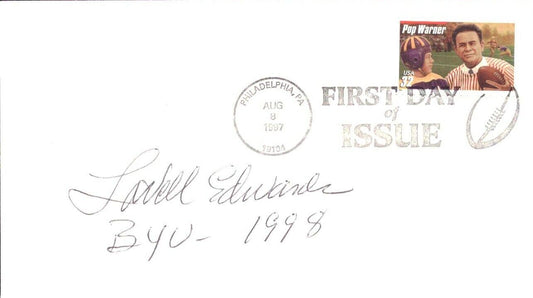 Pop Warner
USA
32
PHILADELPHIA, PA
AUG
8
1997
19104
FIRST DAY
of
ISSUE
LaVell Edwards
BYU - 1998